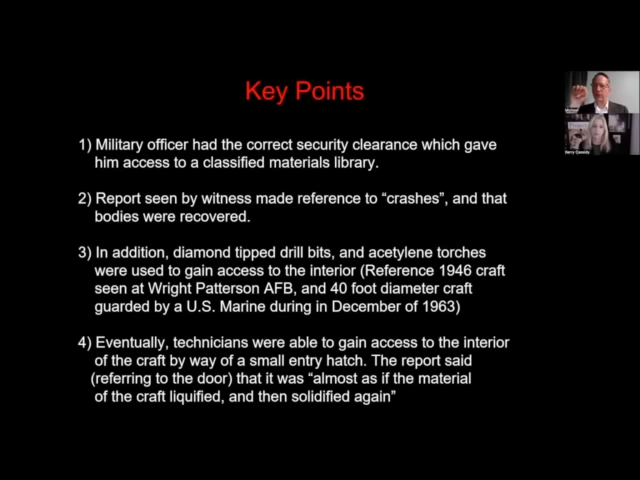 Key Points
1) Military officer had the correct security clearance which gave
him access to a classified materials library.
2) Report seen by witness made reference to “crashes”, and that
bodies were recovered.
3) In addition, diamond tipped drill bits, and acetylene torches
were used to gain access to the interior (Reference 1946 craft
seen at Wright Patterson AFB, and 40 foot diameter craft
guarded by a U.S. Marine during in December of 1963)
4) Eventually, technicians were able to gain access to the interior
of the craft by way of a small entry hatch. The report said
(referring to the door) that it was “almost as if the material
of the craft liquified, and then solidified again”